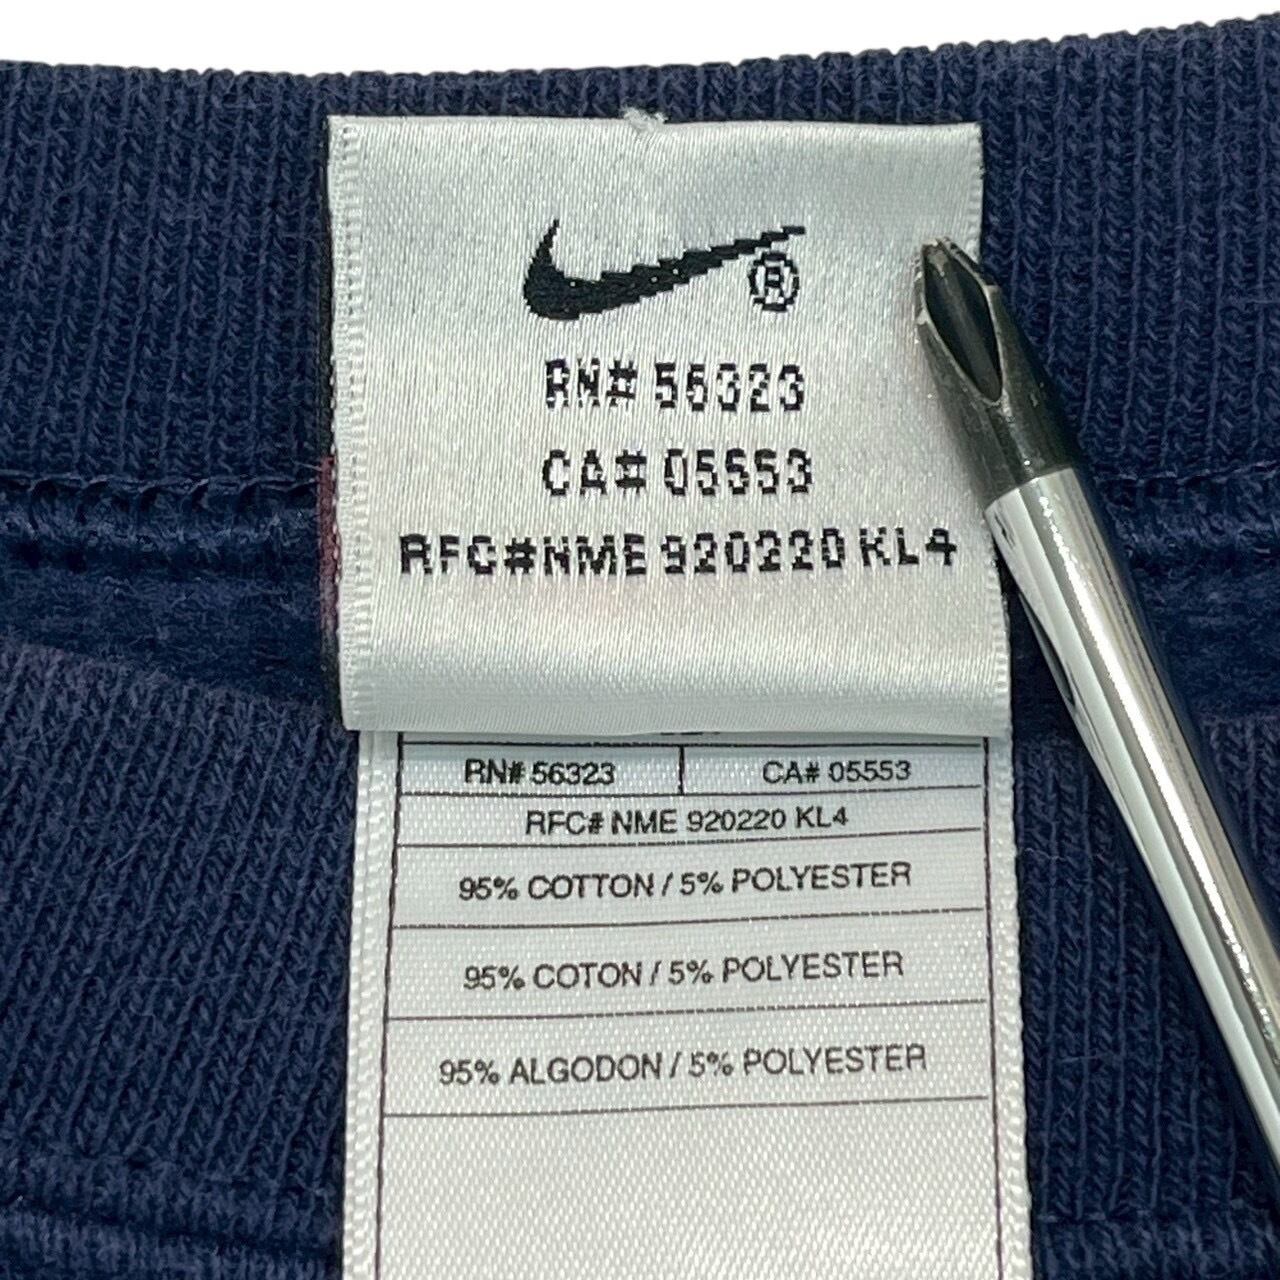 ®
RN# 56323
CA# 05553
RFC#NME 920220 KL4
RN# 56323 CA# 05553
RFC# NME 920220 KL4
95% COTTON / 5% POLYESTER
95% COTON / 5% POLYESTER
95% ALGODON / 5% POLYESTER